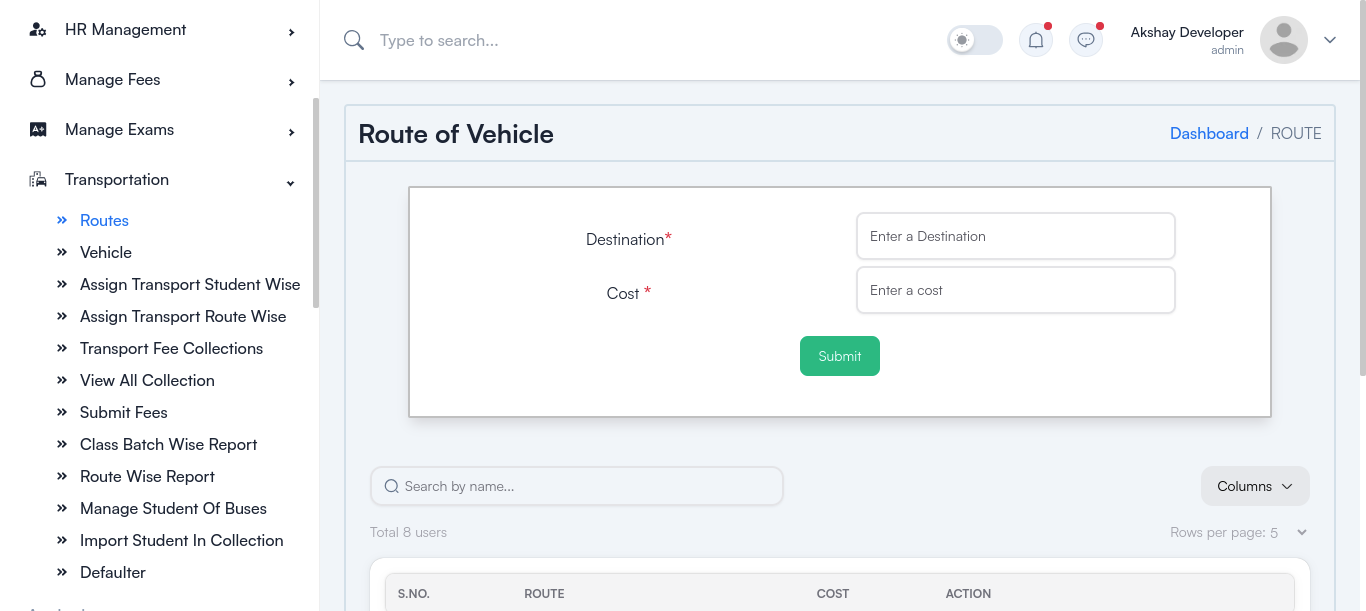 HR Management
Manage Fees
Manage Exams
Transportation
Routes
Vehicle
Assign Transport Student Wise
Assign Transport Route Wise
Transport Fee Collections
View All Collection
Submit Fees
Class Batch Wise Report
Route Wise Report
Manage Student Of Buses
Import Student In Collection
Defaulter
Type to search...
Akshay Developer
admin
Route of Vehicle
Dashboard / ROUTE
Destination*
Enter a Destination
Cost *
Enter a cost
Submit
Search by name...
Columns
Total 8 users
Rows per page: 5
S.NO. ROUTE COST ACTION